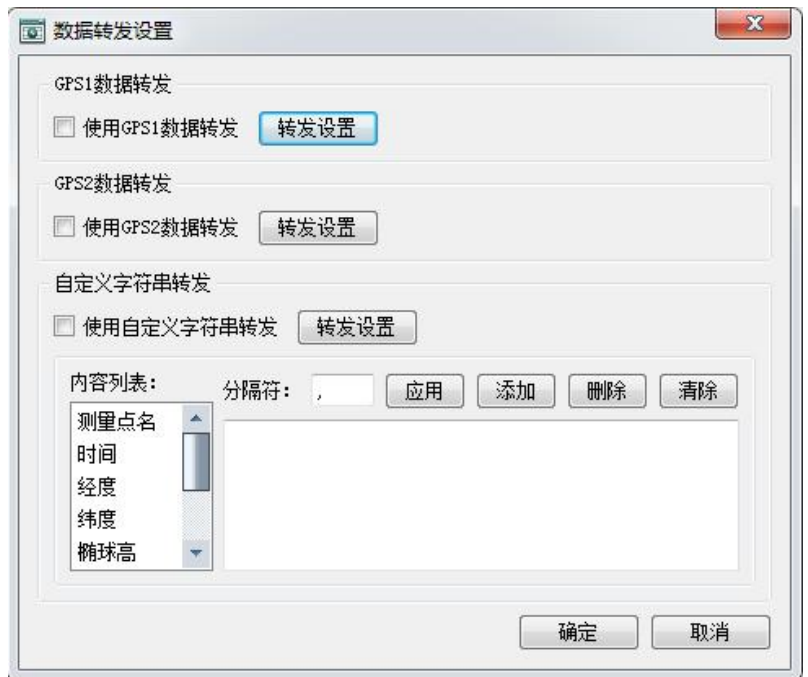 数据转发设置
GPS1数据转发
使用GPS1数据转发 转发设置
GPS2数据转发
使用GPS2数据转发 转发设置
自定义字符串转发
使用自定义字符串转发 转发设置
内容列表: 分隔符: , 应用 添加 删除 清除
测量点名
时间
经度
纬度
椭球高
确定 取消